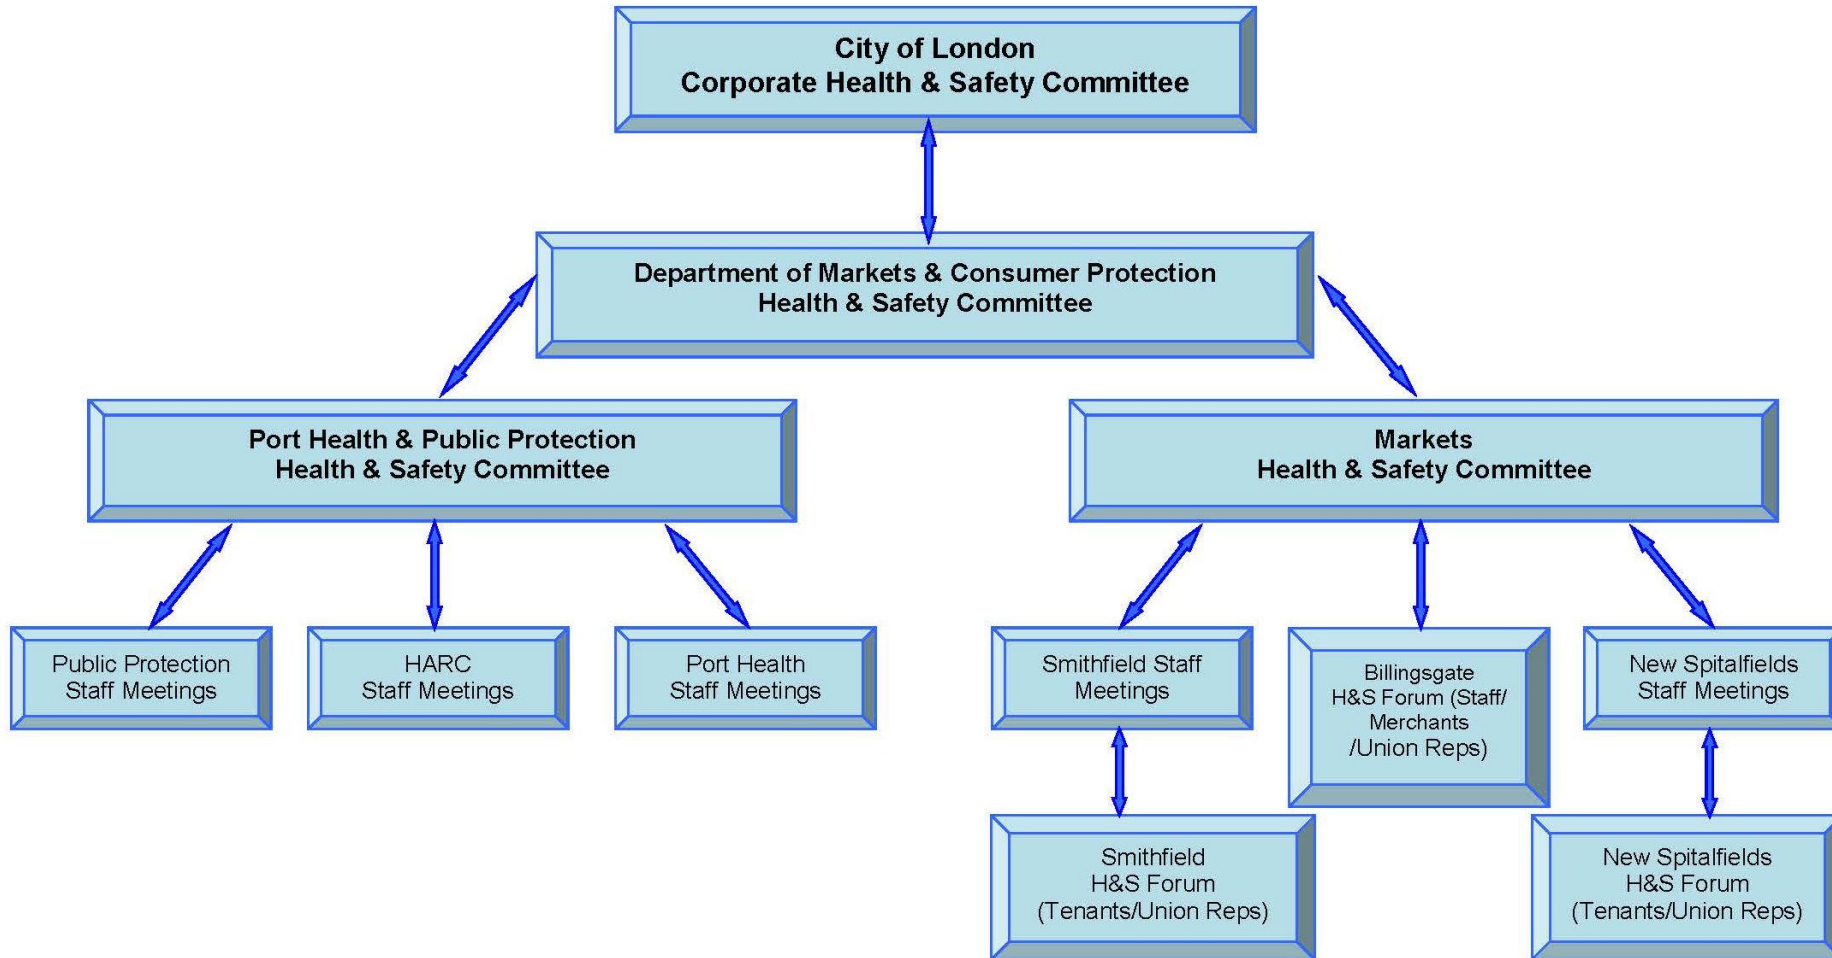 City of London
Corporate Health & Safety Committee
Department of Markets & Consumer Protection
Health & Safety Committee
Port Health & Public Protection
Health & Safety Committee
Markets
Health & Safety Committee
Public Protection
Staff Meetings
HARC
Staff Meetings
Port Health
Staff Meetings
Smithfield Staff
Meetings
Billingsgate
H&S Forum (Staff/
Merchants
/Union Reps)
New Spitalfields
Staff Meetings
Smithfield
H&S Forum
(Tenants/Union Reps)
New Spitalfields
H&S Forum
(Tenants/Union Reps)